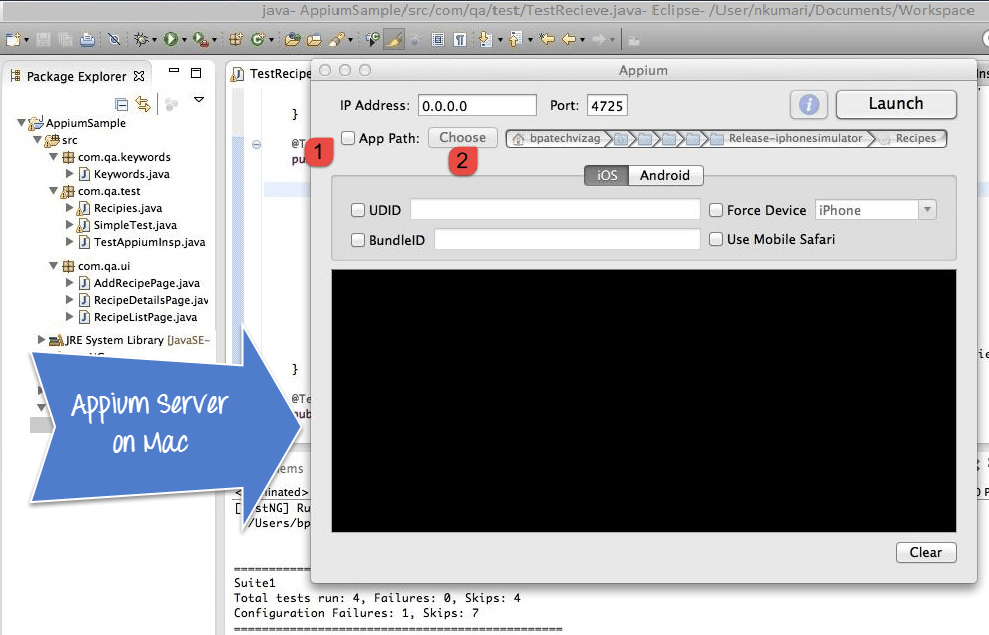 java- AppiumSample/src/com/qa/test/TestRecieve.java- Eclipse- /User/nkumari/Documents/Workspace
Package Explorer
AppiumSample
src
com.qa.keywords
Keywords.java
com.qa.test
Recipies.java
SimpleTest.java
TestAppiumInsp.java
com.qa.ui
AddRecipePage.java
RecipeDetailsPage.jav
RecipeListPage.java
JRE System Library [JavaSE-
TestRecipe
}
@Te
pu
}
@Te
pub
Appium
IP Address: 0.0.0.0 Port: 4725 Launch
1 App Path: Choose bpatechvizag Release-iphonesimulator Recipes
2
iOS Android
UDID Force Device iPhone
BundleID Use Mobile Safari
Clear
Appium Server
on Mac
ems
minated>
stNG] Ru
/Users/bp
===========
Suite1
Total tests run: 4, Failures: 0, Skips: 4
Configuration Failures: 1, Skips: 7
===============================================